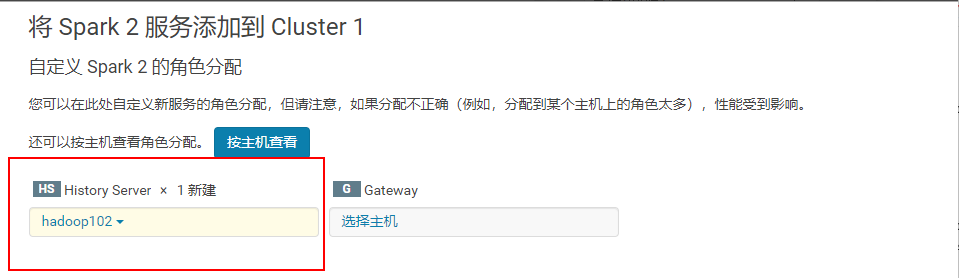 将 Spark 2 服务添加到 Cluster 1
自定义 Spark 2 的角色分配
您可以在此处自定义新服务的角色分配，但请注意，如果分配不正确（例如，分配到某个主机上的角色太多），性能受到影响。
还可以按主机查看角色分配。 按主机查看
HS History Server × 1 新建 G Gateway
hadoop102 选择主机